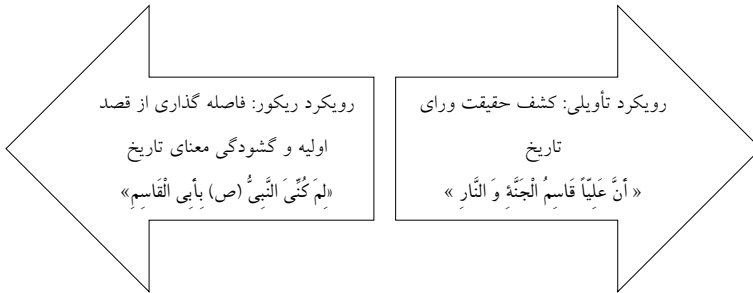 رویکرد تأویلی: کشف حقیقت ورای
تاریخ
« أنَّ عَلِیّاً قَاسِمُ الْجَنَّةِ وَ النَّارِ »
رویکرد ریکور: فاصله گذاری از قصد
اولیه و گشودگی معنای تاریخ
«لِمَ کُنِّیَ النَّبِیُّ (ص) بِأَبِی الْقَاسِمِ»